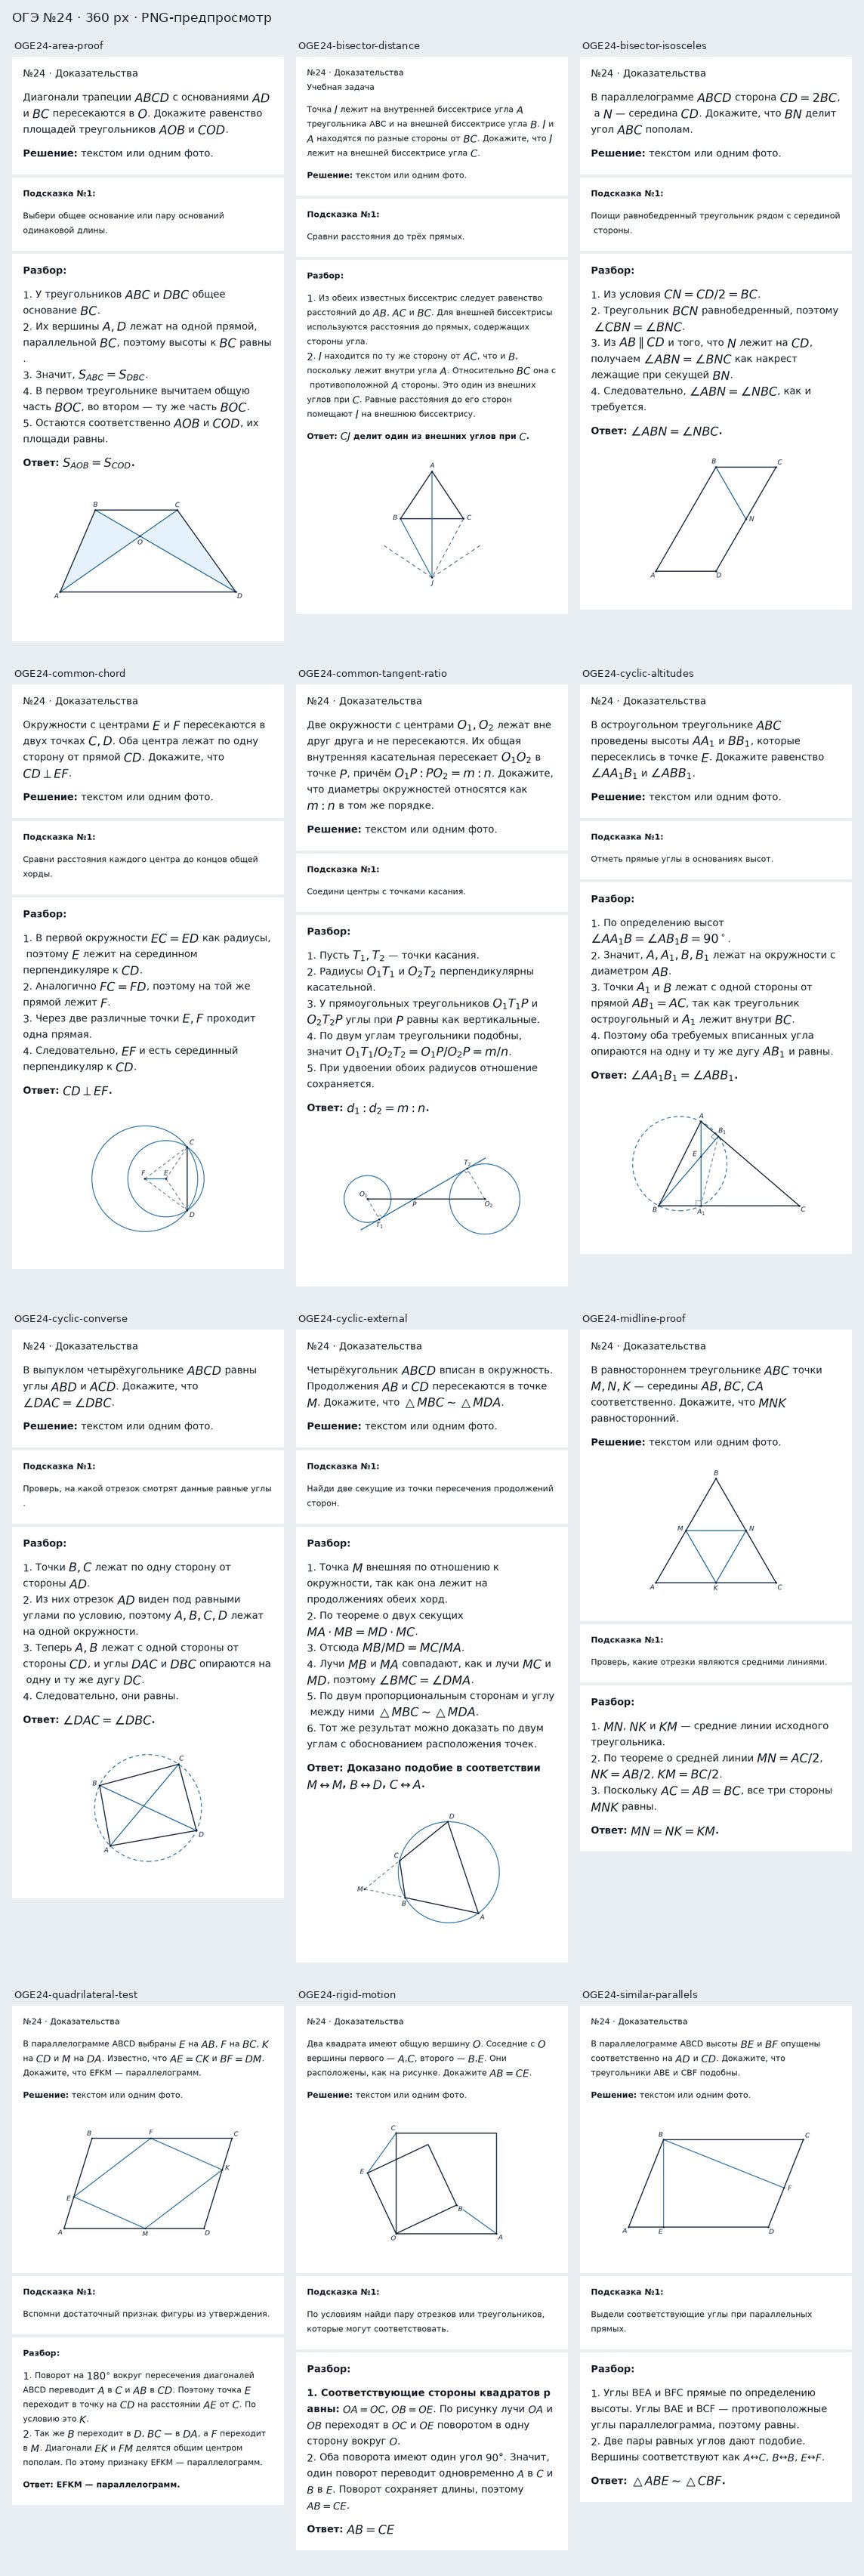 ОГЭ №24 · 360 px · PNG-предпросмотр
OGE24-area-proof
№24 · Доказательства
Диагонали трапеции ABCD с основаниями AD
и BC пересекаются в O. Докажите равенство
площадей треугольников AOB и COD.
Решение: текстом или одним фото.
Подсказка №1:
Выбери общее основание или пару оснований
одинаковой длины.
Разбор:
1. У треугольников ABC и DBC общее
основание BC.
2. Их вершины A, D лежат на одной прямой,
параллельной BC, поэтому высоты к BC равны
.
3. Значит, S_ABC = S_DBC.
4. В первом треугольнике вычитаем общую
часть BOC, во втором — ту же часть BOC.
5. Остаются соответственно AOB и COD, их
площади равны.
Ответ: S_AOB = S_COD.
B
C
O
A
D
OGE24-bisector-distance
№24 · Доказательства
Учебная задача
Точка J лежит на внутренней биссектрисе угла A
треугольника ABC и на внешней биссектрисе угла B. J и
A находятся по разные стороны от BC. Докажите, что J
лежит на внешней биссектрисе угла C.
Решение: текстом или одним фото.
Подсказка №1:
Сравни расстояния до трёх прямых.
Разбор:
1. Из обеих известных биссектрис следует равенство
расстояний до AB, AC и BC. Для внешней биссектрисы
используются расстояния до прямых, содержащих
стороны угла.
2. J находится по ту же сторону от AC, что и B,
поскольку лежит внутри угла A. Относительно BC она с
противоположной A стороны. Это один из внешних
углов при C. Равные расстояния до его сторон
помещают J на внешнюю биссектрису.
Ответ: CJ делит один из внешних углов при C.
A
B
C
J
OGE24-bisector-isosceles
№24 · Доказательства
В параллелограмме ABCD сторона CD = 2BC,
а N — середина CD. Докажите, что BN делит
угол ABC пополам.
Решение: текстом или одним фото.
Подсказка №1:
Поищи равнобедренный треугольник рядом с серединой
стороны.
Разбор:
1. Из условия CN = CD/2 = BC.
2. Треугольник BCN равнобедренный, поэтому
∠CBN = ∠BNC.
3. Из AB ∥ CD и того, что N лежит на CD,
получаем ∠ABN = ∠BNC как накрест
лежащие при секущей BN.
4. Следовательно, ∠ABN = ∠NBC, как и
требуется.
Ответ: ∠ABN = ∠NBC.
B
C
N
A
D
OGE24-common-chord
№24 · Доказательства
Окружности с центрами E и F пересекаются в
двух точках C, D. Оба центра лежат по одну
сторону от прямой CD. Докажите, что
CD ⊥ EF.
Решение: текстом или одним фото.
Подсказка №1:
Сравни расстояния каждого центра до концов общей
хорды.
Разбор:
1. В первой окружности EC = ED как радиусы,
поэтому E лежит на серединном
перпендикуляре к CD.
2. Аналогично FC = FD, поэтому на той же
прямой лежит F.
3. Через две различные точки E, F проходит
одна прямая.
4. Следовательно, EF и есть серединный
перпендикуляр к CD.
Ответ: CD ⊥ EF.
C
F
E
D
OGE24-common-tangent-ratio
№24 · Доказательства
Две окружности с центрами O₁, O₂ лежат вне
друг друга и не пересекаются. Их общая
внутренняя касательная пересекает O₁O₂ в
точке P, причём O₁P : PO₂ = m : n. Докажите,
что диаметры окружностей относятся как
m : n в том же порядке.
Решение: текстом или одним фото.
Подсказка №1:
Соедини центры с точками касания.
Разбор:
1. Пусть T₁, T₂ — точки касания.
2. Радиусы O₁T₁ и O₂T₂ перпендикулярны
касательной.
3. У прямоугольных треугольников O₁T₁P и
O₂T₂P углы при P равны как вертикальные.
4. По двум углам треугольники подобны,
значит O₁T₁/O₂T₂ = O₁P/O₂P = m/n.
5. При удвоении обоих радиусов отношение
сохраняется.
Ответ: d₁ : d₂ = m : n.
T₂
O₁
P
O₂
T₁
OGE24-cyclic-altitudes
№24 · Доказательства
В остроугольном треугольнике ABC
проведены высоты AA₁ и BB₁, которые
пересеклись в точке E. Докажите равенство
∠AA₁B₁ и ∠ABB₁.
Решение: текстом или одним фото.
Подсказка №1:
Отметь прямые углы в основаниях высот.
Разбор:
1. По определению высот
∠AA₁B = ∠AB₁B = 90°.
2. Значит, A, A₁, B, B₁ лежат на окружности с
диаметром AB.
3. Точки A₁ и B лежат с одной стороны от
прямой AB₁ = AC, так как треугольник
остроугольный и A₁ лежит внутри BC.
4. Поэтому оба требуемых вписанных угла
опираются на одну и ту же дугу AB₁ и равны.
Ответ: ∠AA₁B₁ = ∠ABB₁.
A
B₁
E
B
A₁
C
OGE24-cyclic-converse
№24 · Доказательства
В выпуклом четырёхугольнике ABCD равны
углы ABD и ACD. Докажите, что
∠DAC = ∠DBC.
Решение: текстом или одним фото.
Подсказка №1:
Проверь, на какой отрезок смотрят данные равные углы
.
Разбор:
1. Точки B, C лежат по одну сторону от
стороны AD.
2. Из них отрезок AD виден под равными
углами по условию, поэтому A, B, C, D лежат
на одной окружности.
3. Теперь A, B лежат с одной стороны от
стороны CD, и углы DAC и DBC опираются на
одну и ту же дугу DC.
4. Следовательно, они равны.
Ответ: ∠DAC = ∠DBC.
C
B
D
A
OGE24-cyclic-external
№24 · Доказательства
Четырёхугольник ABCD вписан в окружность.
Продолжения AB и CD пересекаются в точке
M. Докажите, что △MBC ∼ △MDA.
Решение: текстом или одним фото.
Подсказка №1:
Найди две секущие из точки пересечения продолжений
сторон.
Разбор:
1. Точка M внешняя по отношению к
окружности, так как она лежит на
продолжениях обеих хорд.
2. По теореме о двух секущих
MA · MB = MD · MC.
3. Отсюда MB/MD = MC/MA.
4. Лучи MB и MA совпадают, как и лучи MC и
MD, поэтому ∠BMC = ∠DMA.
5. По двум пропорциональным сторонам и углу
между ними △MBC ∼ △MDA.
6. Тот же результат можно доказать по двум
углам с обоснованием расположения точек.
Ответ: Доказано подобие в соответствии
M ↔ M, B ↔ D, C ↔ A.
D
C
M
B
A
OGE24-midline-proof
№24 · Доказательства
В равностороннем треугольнике ABC точки
M, N, K — середины AB, BC, CA
соответственно. Докажите, что MNK
равносторонний.
Решение: текстом или одним фото.
B
M
N
A
K
C
Подсказка №1:
Проверь, какие отрезки являются средними линиями.
Разбор:
1. MN, NK и KM — средние линии исходного
треугольника.
2. По теореме о средней линии MN = AC/2,
NK = AB/2, KM = BC/2.
3. Поскольку AC = AB = BC, все три стороны
MNK равны.
Ответ: MN = NK = KM.
OGE24-quadrilateral-test
№24 · Доказательства
В параллелограмме ABCD выбраны E на AB, F на BC, K
на CD и M на DA. Известно, что AE = CK и BF = DM.
Докажите, что EFKM — параллелограмм.
Решение: текстом или одним фото.
B
F
C
K
E
A
M
D
Подсказка №1:
Вспомни достаточный признак фигуры из утверждения.
Разбор:
1. Поворот на 180° вокруг пересечения диагоналей
ABCD переводит A в C и AB в CD. Поэтому точка E
переходит в точку на CD на расстоянии AE от C. По
условию это K.
2. Так же B переходит в D, BC — в DA, а F переходит
в M. Диагонали EK и FM делятся общим центром
пополам. По этому признаку EFKM — параллелограмм.
Ответ: EFKM — параллелограмм.
OGE24-rigid-motion
№24 · Доказательства
Два квадрата имеют общую вершину O. Соседние с O
вершины первого — A,C, второго — B,E. Они
расположены, как на рисунке. Докажите AB = CE.
Решение: текстом или одним фото.
C
E
B
O
A
Подсказка №1:
По условиям найди пару отрезков или треугольников,
которые могут соответствовать.
Разбор:
1. Соответствующие стороны квадратов р
авны: OA = OC, OB = OE. По рисунку лучи OA и
OB переходят в OC и OE поворотом в одну
сторону вокруг O.
2. Оба поворота имеют один угол 90°. Значит,
один поворот переводит одновременно A в C и
B в E. Поворот сохраняет длины, поэтому
AB = CE.
Ответ: AB = CE
OGE24-similar-parallels
№24 · Доказательства
В параллелограмме ABCD высоты BE и BF опущены
соответственно на AD и CD. Докажите, что
треугольники ABE и CBF подобны.
Решение: текстом или одним фото.
B
C
F
A
E
D
Подсказка №1:
Выдели соответствующие углы при параллельных
прямых.
Разбор:
1. Углы BEA и BFC прямые по определению
высоты. Углы BAE и BCF — противоположные
углы параллелограмма, поэтому равны.
2. Две пары равных углов дают подобие.
Вершины соответствуют как A↔C, B↔B, E↔F.
Ответ: △ABE ∼ △CBF.